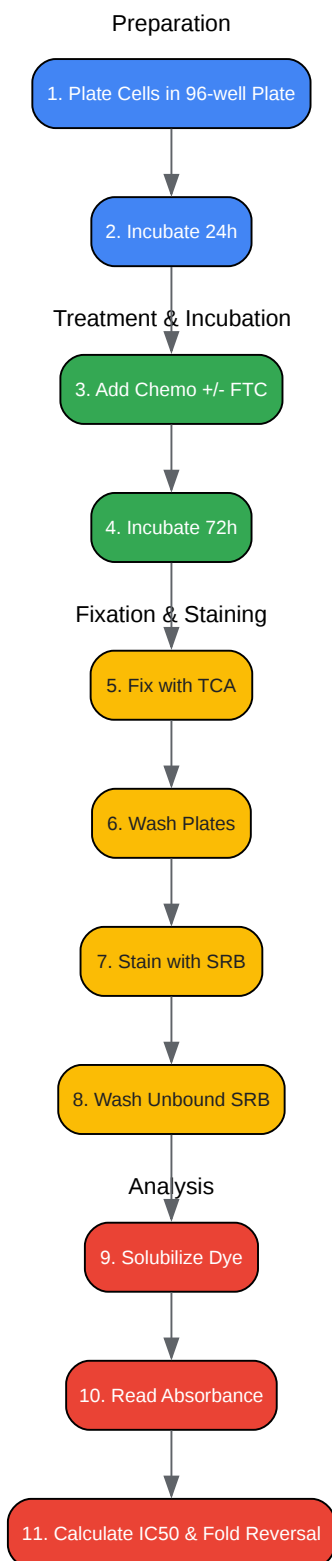 Preparation
1. Plate Cells in 96-well Plate
2. Incubate 24h
Treatment & Incubation
3. Add Chemo +/- FTC
4. Incubate 72h
Fixation & Staining
5. Fix with TCA
6. Wash Plates
7. Stain with SRB
8. Wash Unbound SRB
Analysis
9. Solubilize Dye
10. Read Absorbance
11. Calculate IC50 & Fold Reversal